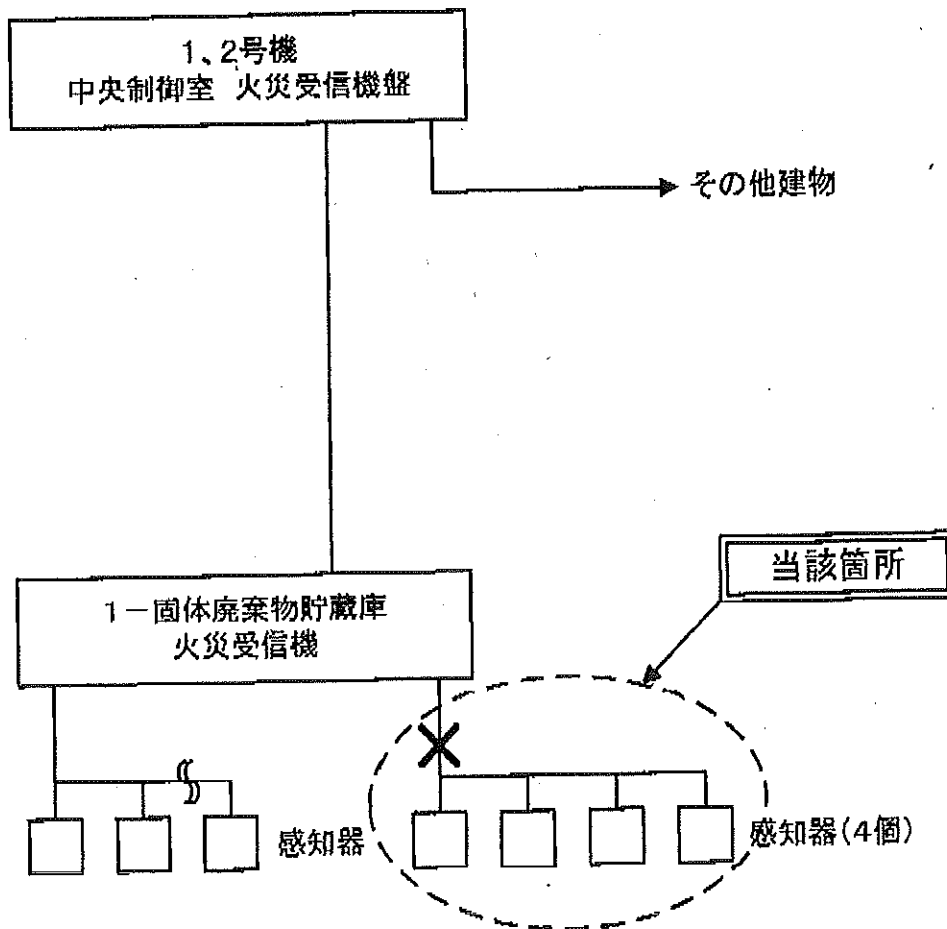 1、2号機
中央制御室 火災受信機盤
その他建物
当該箇所
1－固体廃棄物貯蔵庫
火災受信機
感知器
感知器(4個)